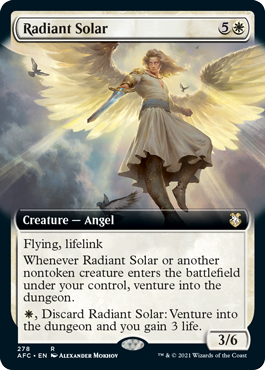 Radiant Solar 5
Creature — Angel
Flying, lifelink
Whenever Radiant Solar or another
nontoken creature enters the battlefield
under your control, venture into the
dungeon.
, Discard Radiant Solar: Venture into
the dungeon and you gain 3 life.
3/6
278 R
AFC • EN ALEXANDER MOKHOV
™ & © 2021 Wizards of the Coast